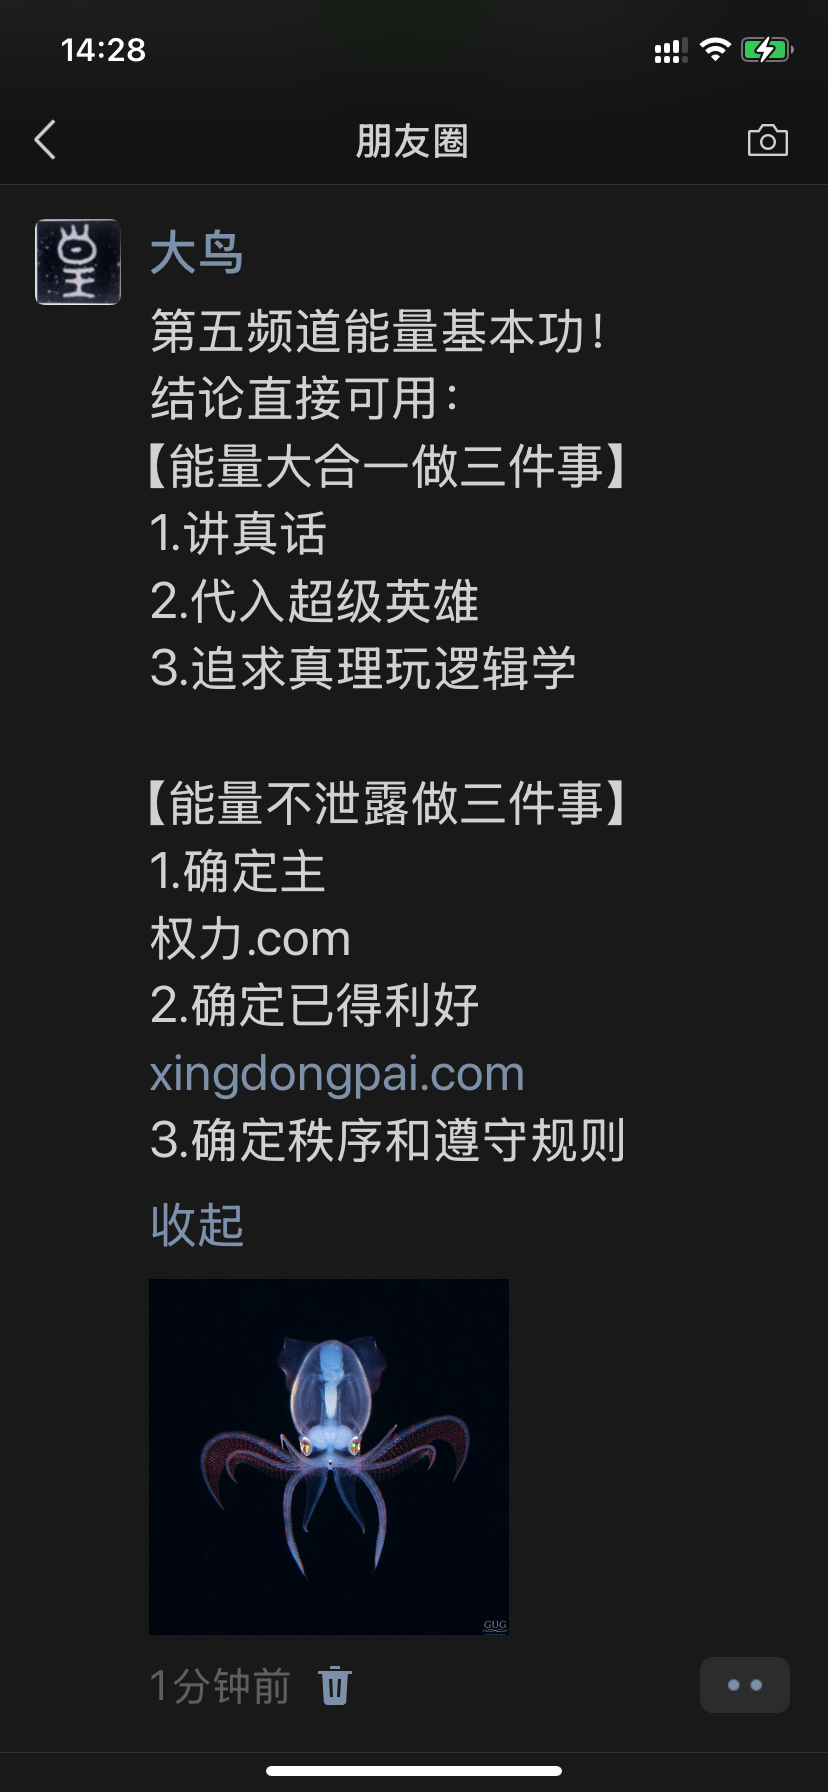 14:28
朋友圈
大鸟
第五频道能量基本功！
结论直接可用：
【能量大合一做三件事】
1.讲真话
2.代入超级英雄
3.追求真理玩逻辑学
【能量不泄露做三件事】
1.确定主
权力.com
2.确定已得利好
xingdongpai.com
3.确定秩序和遵守规则
收起
GUG
1分钟前